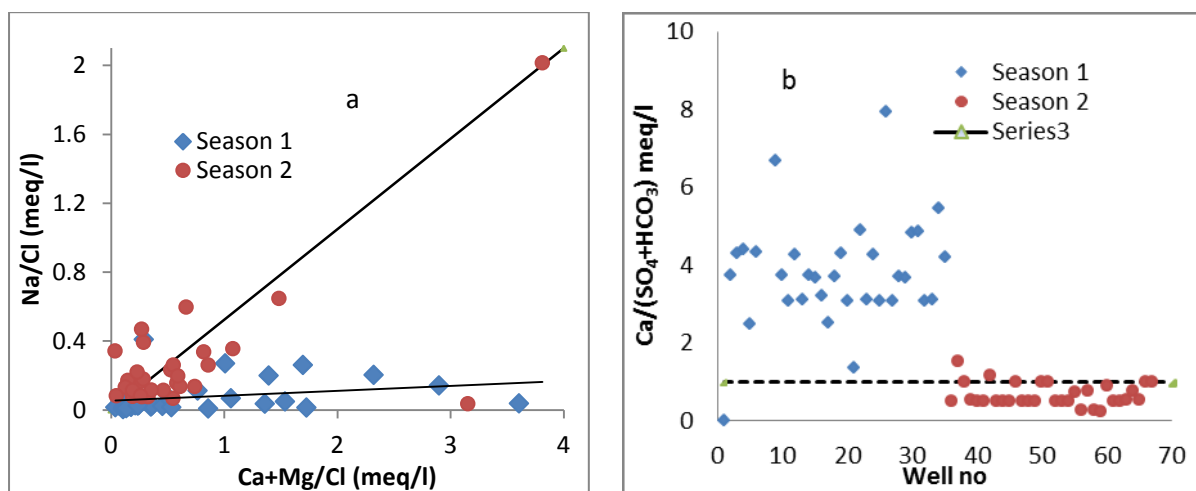 a
Season 1
Season 2
Na/Cl (meq/l)
2
1.6
1.2
0.8
0.4
0
0
1
2
3
4
Ca+Mg/Cl (meq/l)
b
Season 1
Season 2
Series3
Ca/(SO₄+HCO₃) meq/l
10
8
6
4
2
0
0
10
20
30
40
50
60
70
Well no